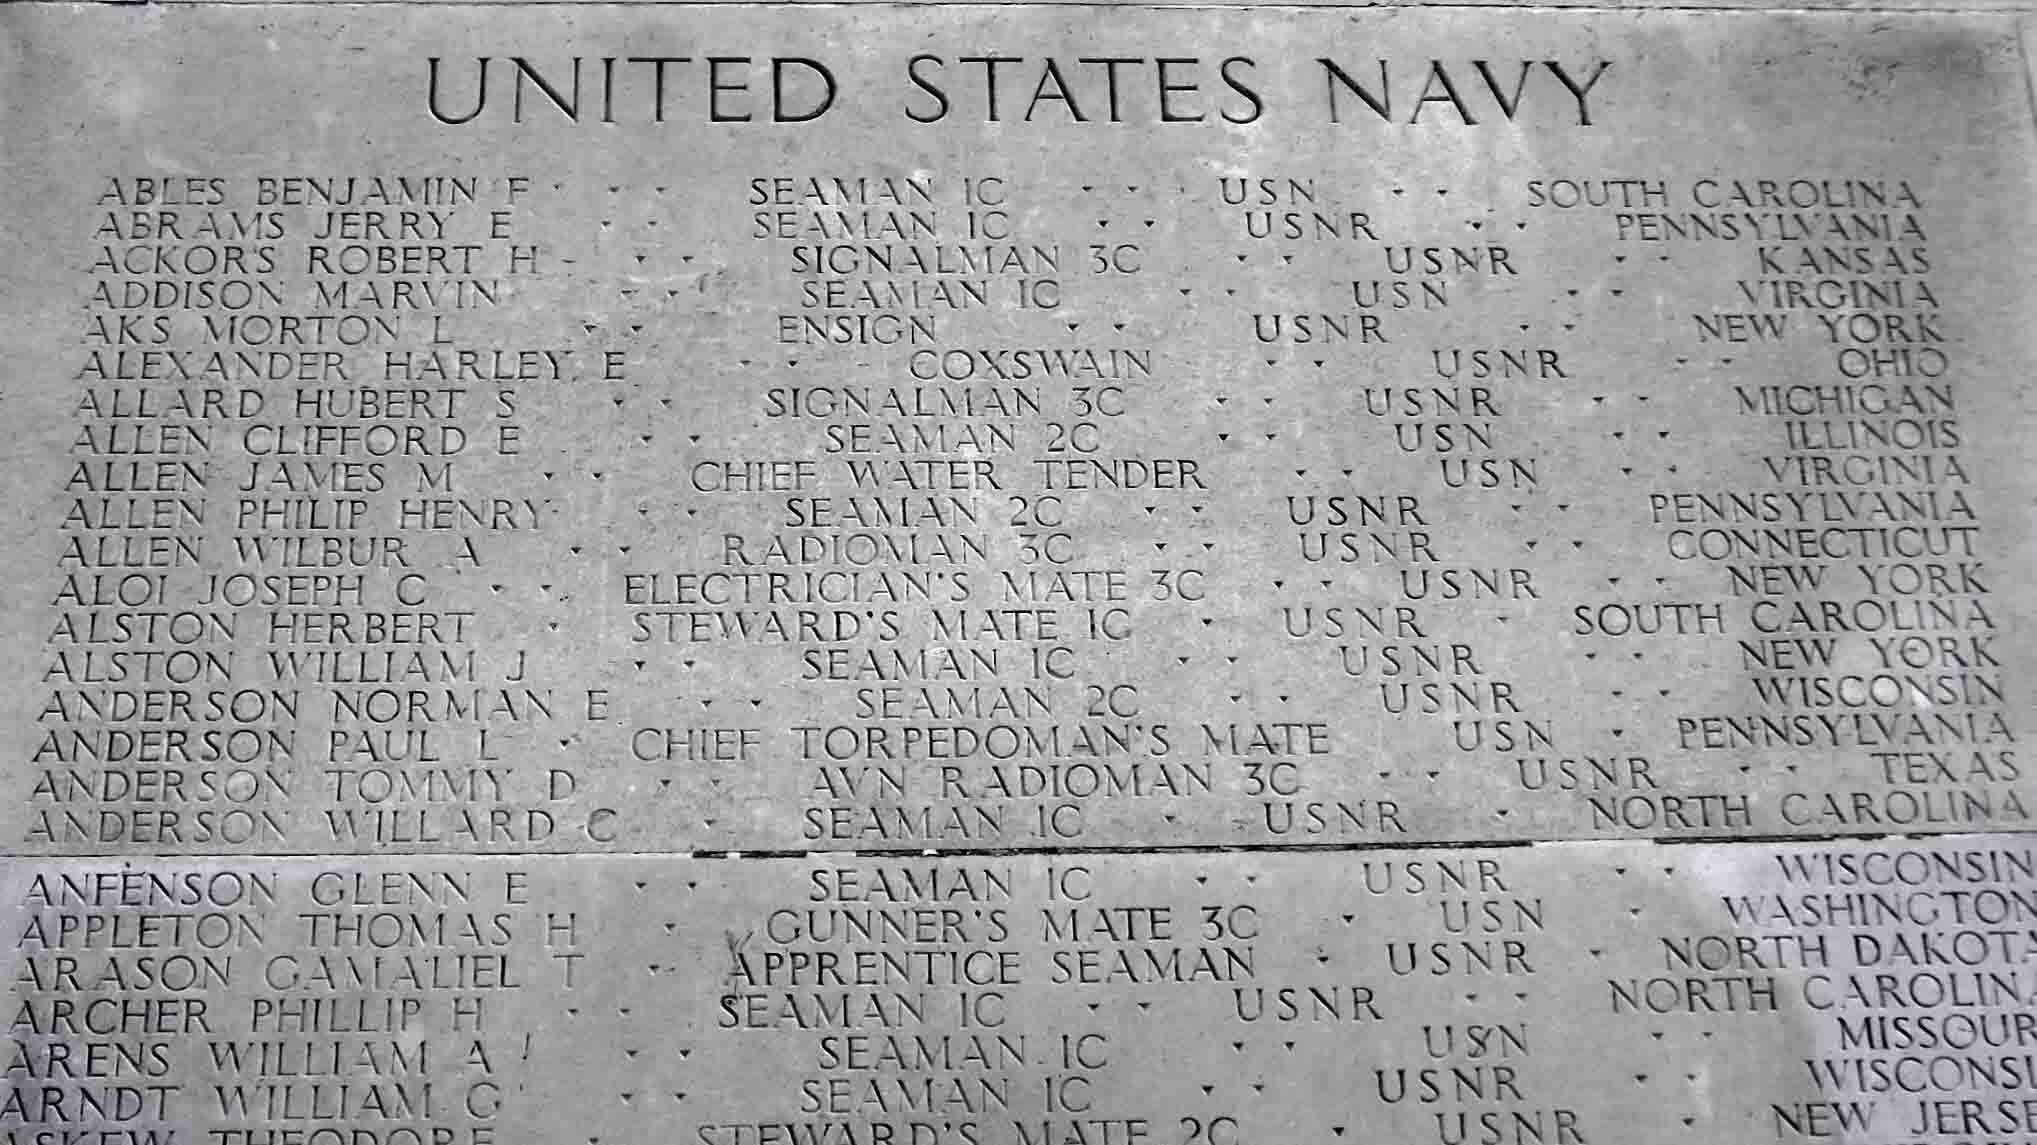 UNITED STATES NAVY
ABLES BENJAMIN F · · · SEAMAN 1C · · · USN · · SOUTH CAROLINA
ABRAMS JERRY E · · SEAMAN 1C · · USNR · · PENNSYLVANIA
ACKORS ROBERT H · · · SIGNALMAN 3C · · USNR · · KANSAS
ADDISON MARVIN · · SEAMAN 1C · · USN · · VIRGINIA
AKS MORTON L · · ENSIGN · · USNR · · NEW YORK
ALEXANDER HARLEY E · · COXSWAIN · · USNR · · OHIO
ALLARD HUBERT S · · SIGNALMAN 3C · · USNR · · MICHIGAN
ALLEN CLIFFORD E · · SEAMAN 2C · · USN · · ILLINOIS
ALLEN JAMES M · · CHIEF WATER TENDER · · USN · · VIRGINIA
ALLEN PHILIP HENRY · · SEAMAN 2C · · USNR · · PENNSYLVANIA
ALLEN WILBUR A · · RADIOMAN 3C · · USNR · · CONNECTICUT
ALOI JOSEPH C · · ELECTRICIAN'S MATE 3C · · USNR · · NEW YORK
ALSTON HERBERT · STEWARD'S MATE 1C · USNR · SOUTH CAROLINA
ALSTON WILLIAM J · · SEAMAN 1C · · USNR · · NEW YORK
ANDERSON NORMAN E · · SEAMAN 2C · · USNR · · WISCONSIN
ANDERSON PAUL L · CHIEF TORPEDOMAN'S MATE USN · PENNSYLVANIA
ANDERSON TOMMY D · · AVN RADIOMAN 3C · · USNR · · TEXAS
ANDERSON WILLARD C · SEAMAN 1C · USNR · NORTH CAROLINA
ANFENSON GLENN E · · SEAMAN 1C · · USNR · · WISCONSIN
APPLETON THOMAS H · GUNNER'S MATE 3C · USN · WASHINGTON
ARASON GAMALIEL T · APPRENTICE SEAMAN · USNR · NORTH DAKOTA
ARCHER PHILLIP H · · SEAMAN 1C · · USNR · · NORTH CAROLINA
ARENS WILLIAM A · · SEAMAN 1C · · USN · · MISSOUR
ARNDT WILLIAM G · · SEAMAN 1C · · USNR · · WISCONSI
ASKEW THEODORE · STEWARD'S MATE 2C · USNR · NEW JERSE